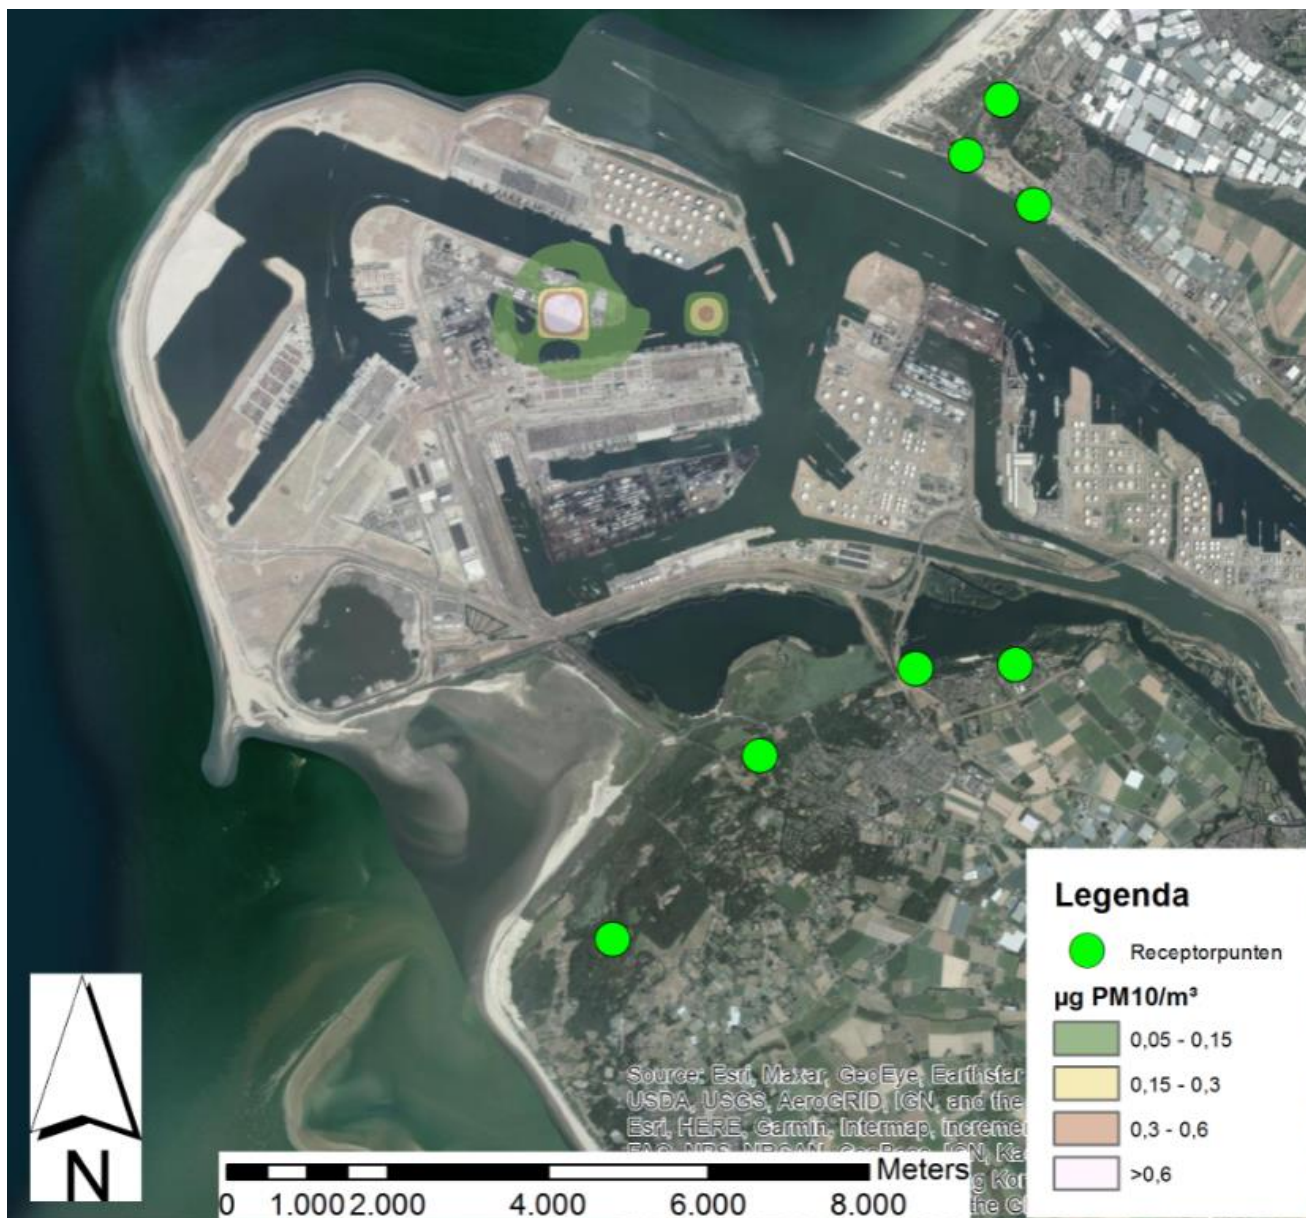 Legenda
Receptorpunten
µg PM10/m³
0,05 - 0,15
0,15 - 0,3
0,3 - 0,6
>0,6
Source: Esri, Maxar, GeoEye, Earthstar
USDA, USGS, AeroGRID, IGN, and the
Esri, HERE, Garmin, Intermap, incremen
N
Meters
0 1.000 2.000 4.000 6.000 8.000